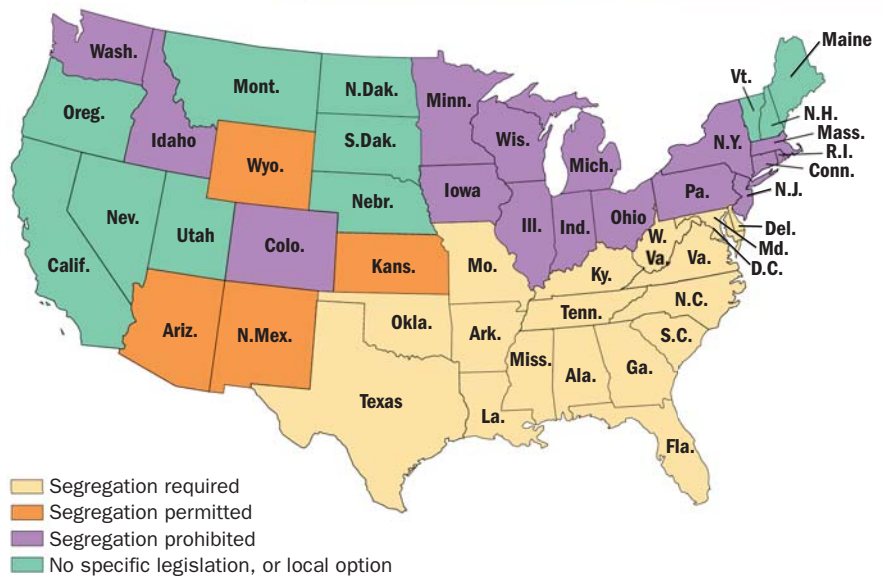 Wash.
Oreg.
Calif.
Nev.
Idaho
Mont.
Wyo.
Utah
Ariz.
Colo.
N.Mex.
N.Dak.
S.Dak.
Nebr.
Kans.
Okla.
Texas
Minn.
Iowa
Mo.
Ark.
La.
Wis.
Ill.
Mich.
Ind.
Ohio
Ky.
Tenn.
Miss.
Ala.
Ga.
Fla.
S.C.
N.C.
Va.
W.
Va.
Pa.
N.Y.
Vt.
Maine
N.H.
Mass.
R.I.
Conn.
N.J.
Del.
Md.
D.C.
Segregation required
Segregation permitted
Segregation prohibited
No specific legislation, or local option